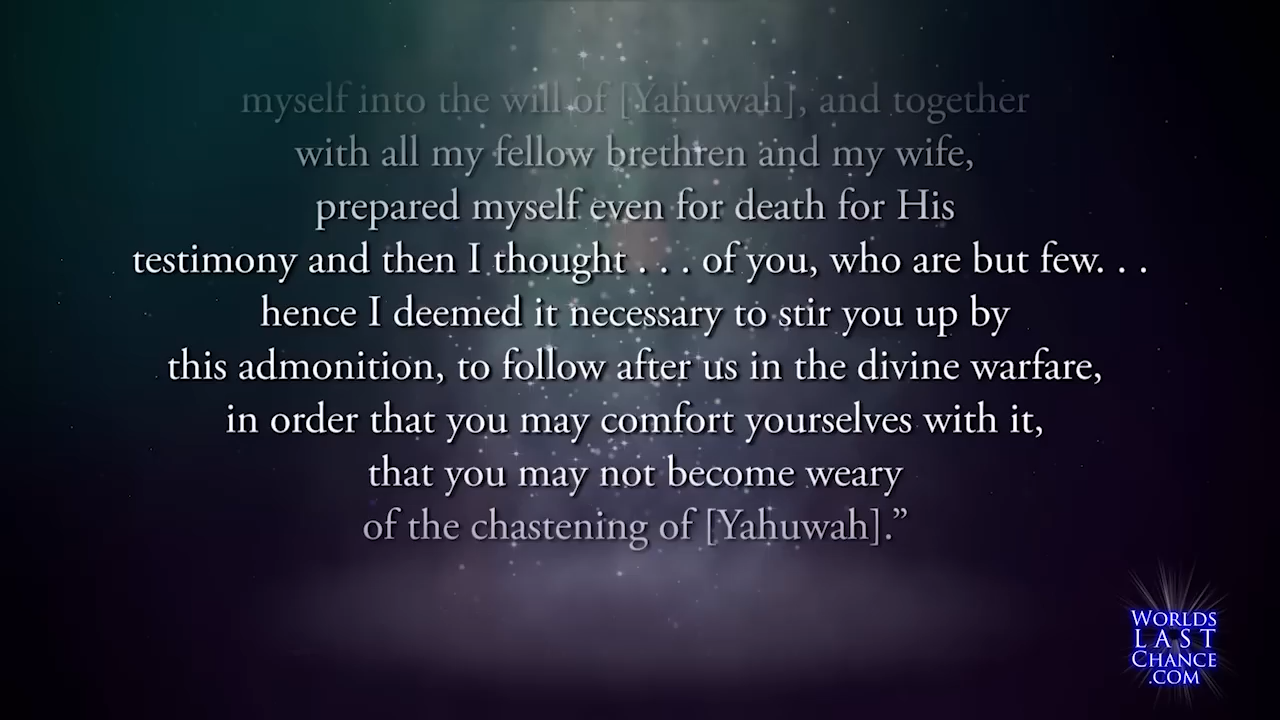 myself into the will of [Yahuwah], and together
with all my fellow brethren and my wife,
prepared myself even for death for His
testimony and then I thought . . . of you, who are but few. . .
hence I deemed it necessary to stir you up by
this admonition, to follow after us in the divine warfare,
in order that you may comfort yourselves with it,
that you may not become weary
of the chastening of [Yahuwah].”
WORLDS
LAST
CHANCE
.COM